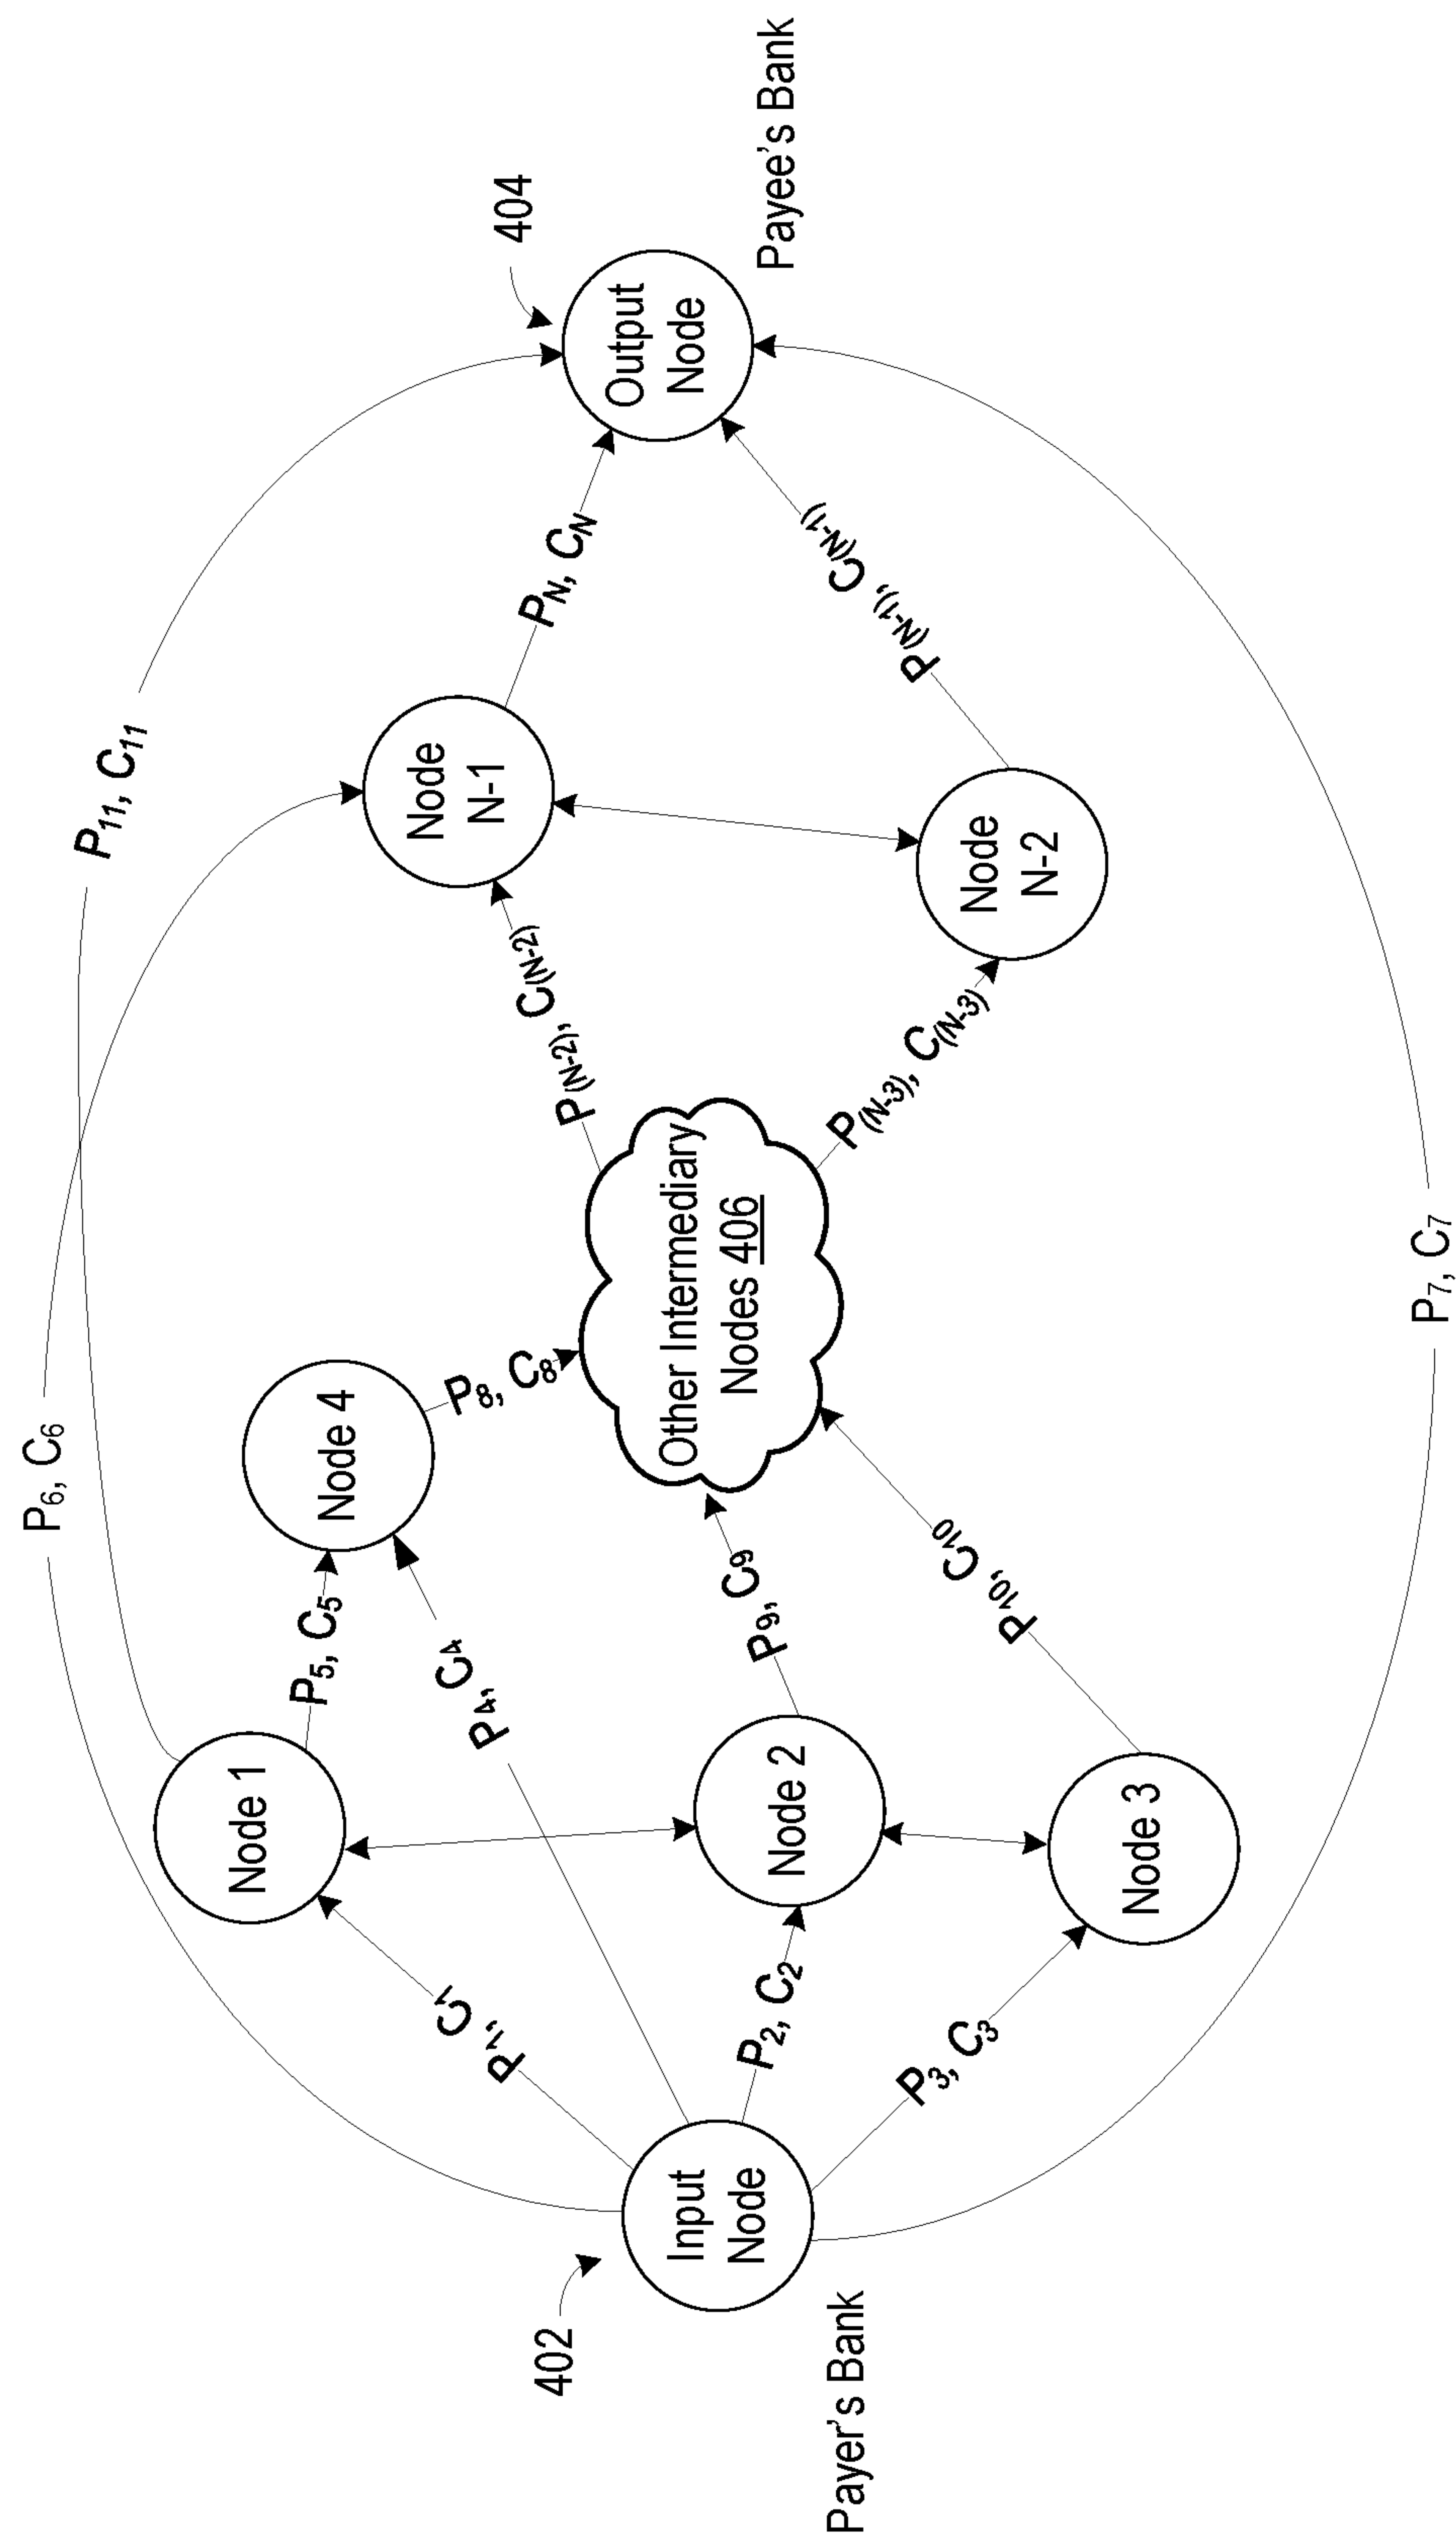 P6, C6
P11, C11
402
Input
Node
Payer's Bank
P1, C1
P4, C4
P2, C2
P3, C3
Node 1
Node 2
Node 3
P5, C5
Node 4
P8, C8
P9, C9
P10, C10
Other Intermediary
Nodes 406
P(N-2), C(N-2)
P(N-3), C(N-3)
Node
N-1
Node
N-2
PN, CN
P(N-1), C(N-1)
404
Output
Node
Payee's Bank
P7, C7